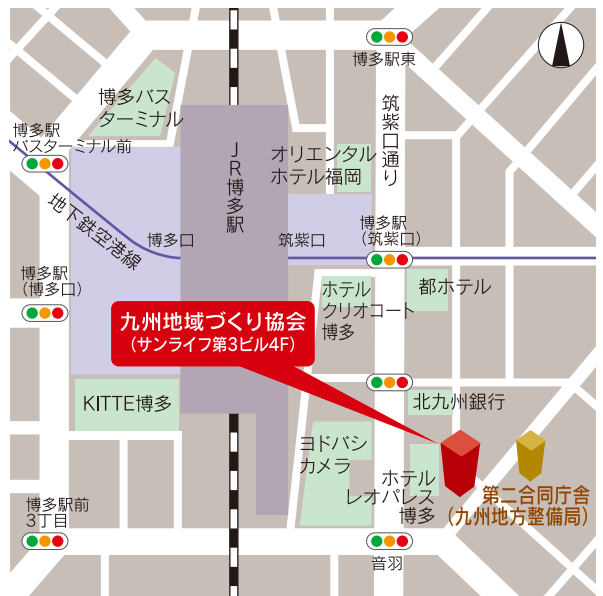 博多駅東
博多バス
ターミナル
筑紫口通り
博多駅
バスターミナル前
JR博多駅
オリエンタル
ホテル福岡
地下鉄空港線
博多口
筑紫口
博多駅
(筑紫口)
博多駅
(博多口)
ホテル
クリオコート
博多
都ホテル
九州地域づくり協会
(サンライフ第3ビル4F)
KITTE博多
北九州銀行
ヨドバシ
カメラ
ホテル
レオパレス
博多
第二合同庁舎
(九州地方整備局)
博多駅前
3丁目
音羽